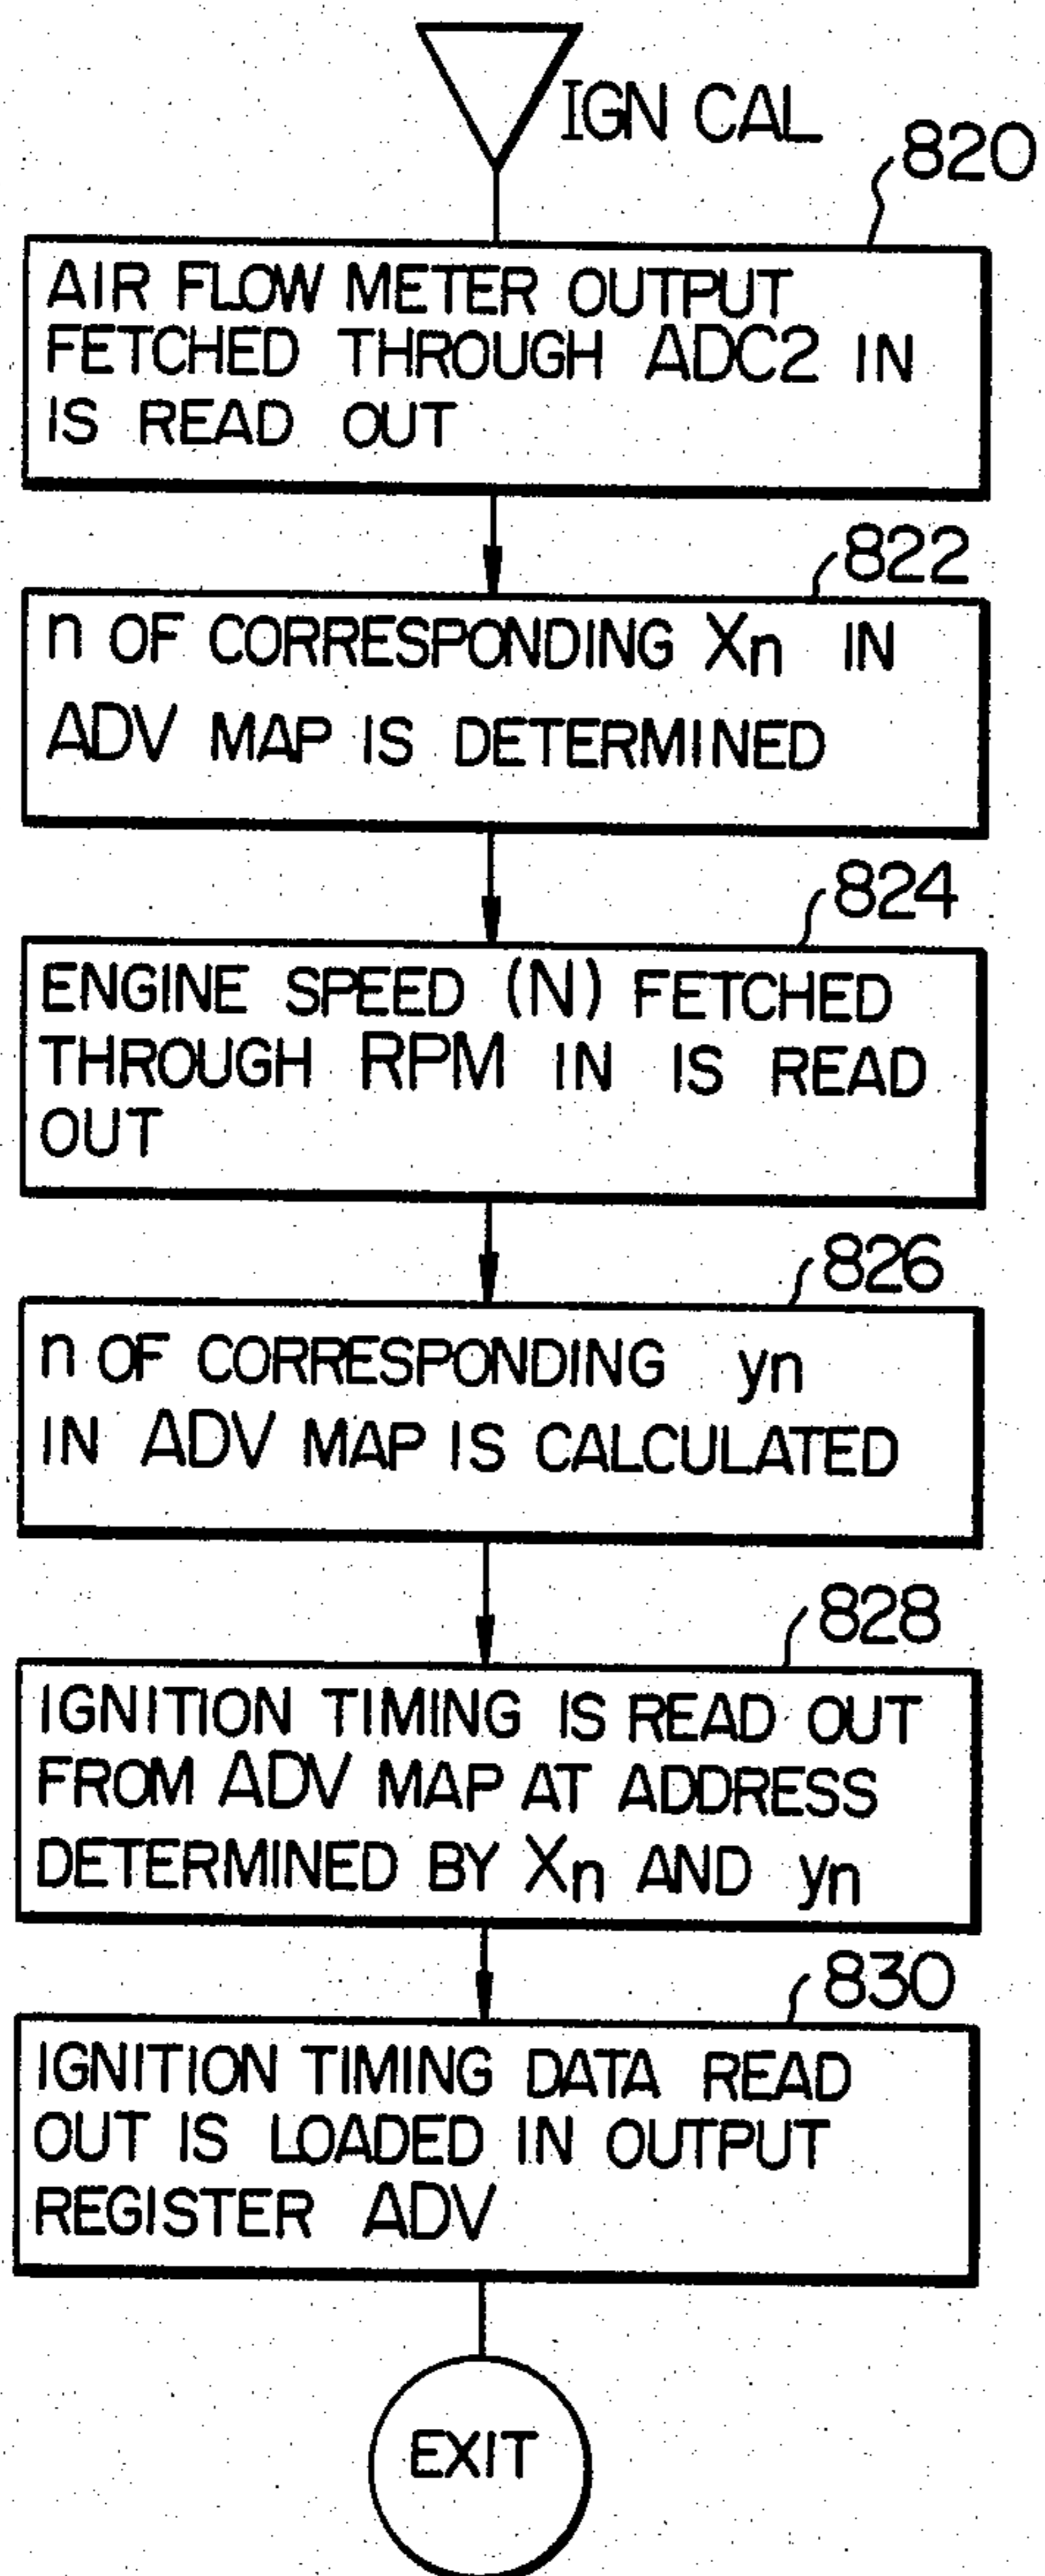 IGN CAL
820
AIR FLOW METER OUTPUT
FETCHED THROUGH ADC2 IN
IS READ OUT
822
n OF CORRESPONDING Xn IN
ADV MAP IS DETERMINED
824
ENGINE SPEED (N) FETCHED
THROUGH RPM IN IS READ
OUT
826
n OF CORRESPONDING yn
IN ADV MAP IS CALCULATED
828
IGNITION TIMING IS READ OUT
FROM ADV MAP AT ADDRESS
DETERMINED BY Xn AND yn
830
IGNITION TIMING DATA READ
OUT IS LOADED IN OUTPUT
REGISTER ADV
EXIT